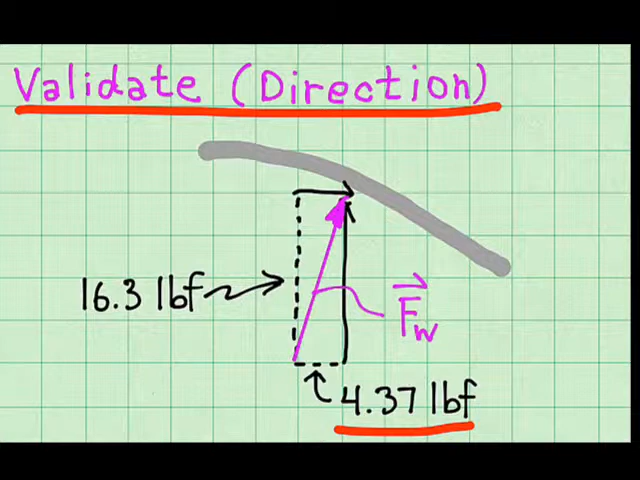 Validate (Direction)
16.3 lbf
F⃗w
4.37 lbf